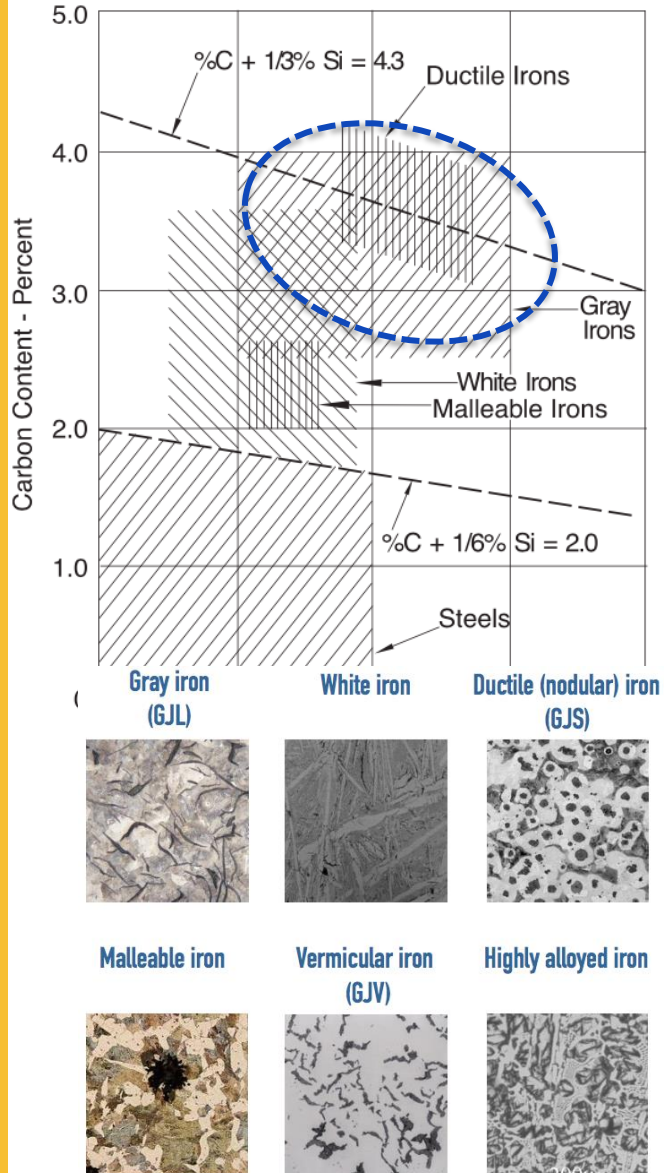 5.0
%C + 1/3% Si = 4.3
Ductile Irons
4.0
Carbon Content - Percent
3.0
Gray
Irons
White Irons
Malleable Irons
2.0
%C + 1/6% Si = 2.0
1.0
Steels
Gray iron
(GJL)
White iron
Ductile (nodular) iron
(GJS)
Malleable iron
Vermicular iron
(GJV)
Highly alloyed iron